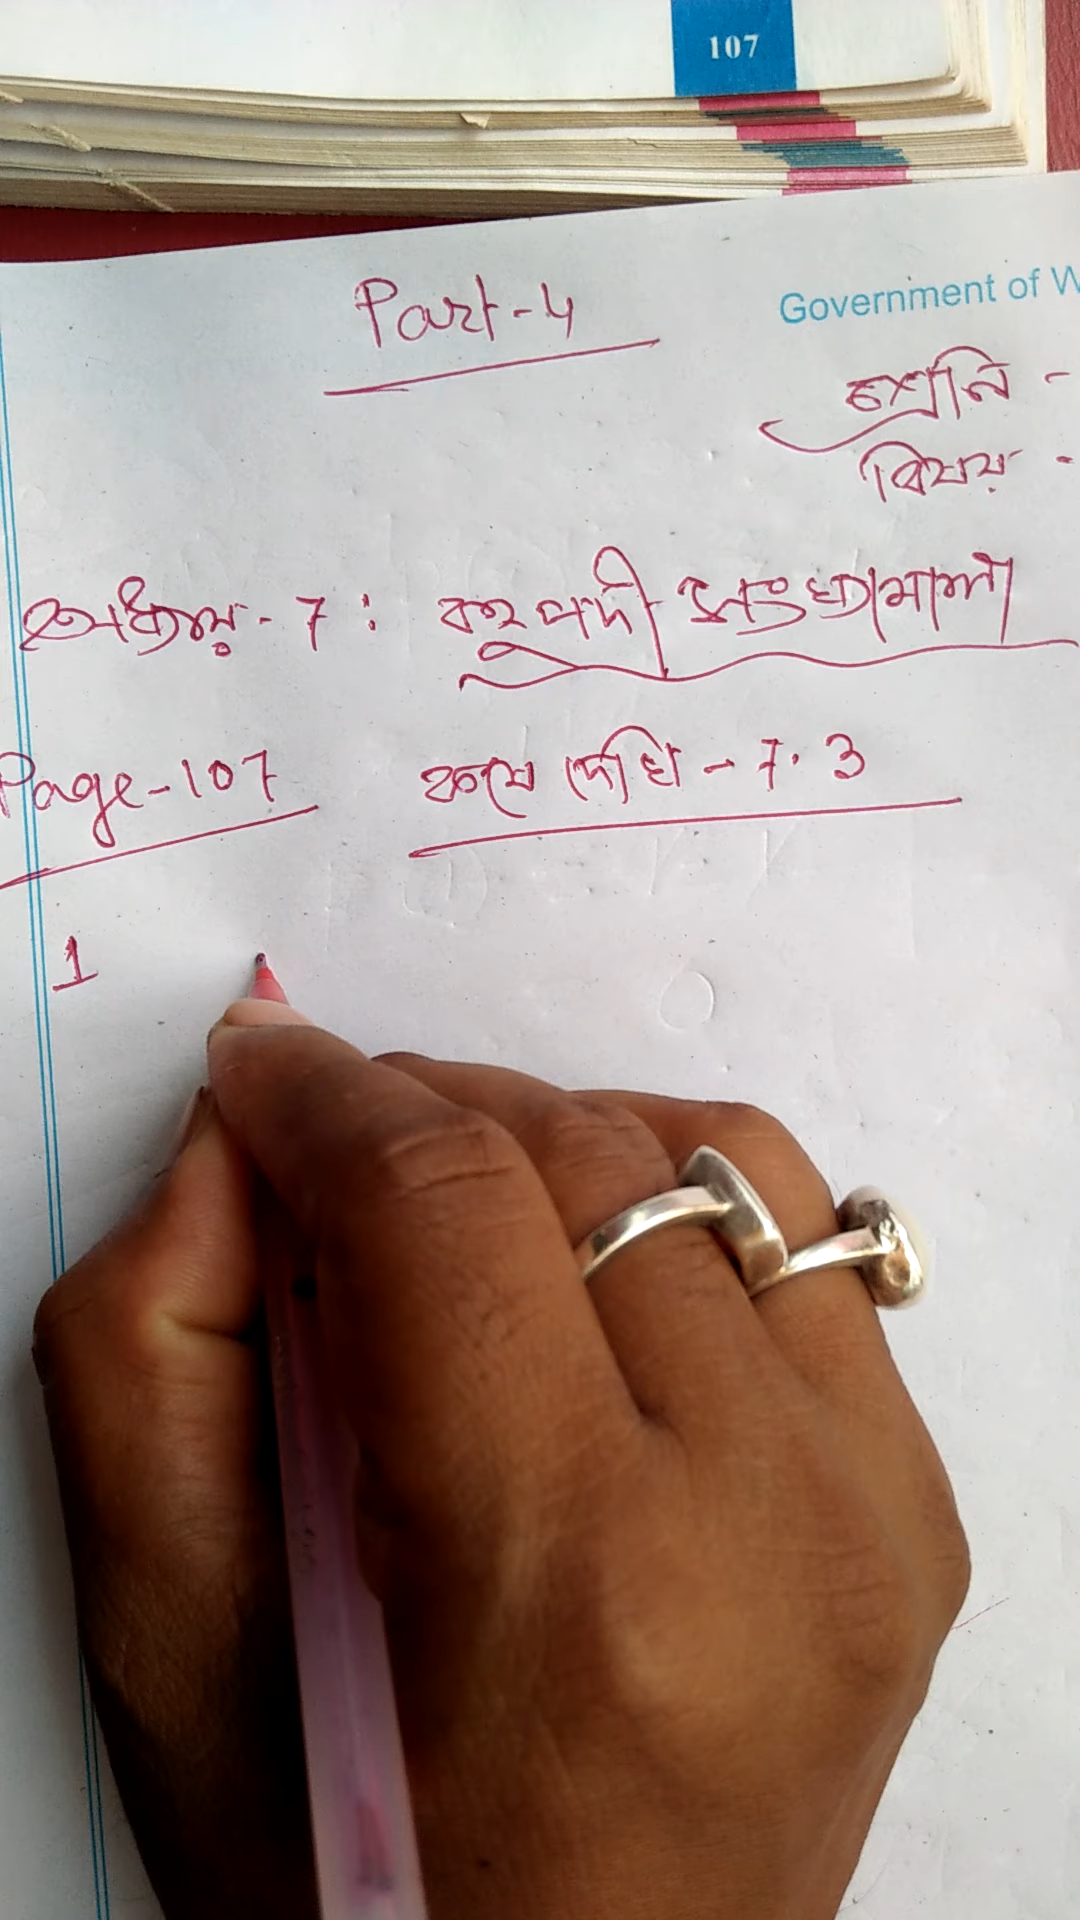 107
Part-4
Government of W
শ্রেনি -
বিষয় -
অধ্যায় - 7 : বহুপদী সংখ্যামালা
Page-107 কষে দেখি - 7.3
1